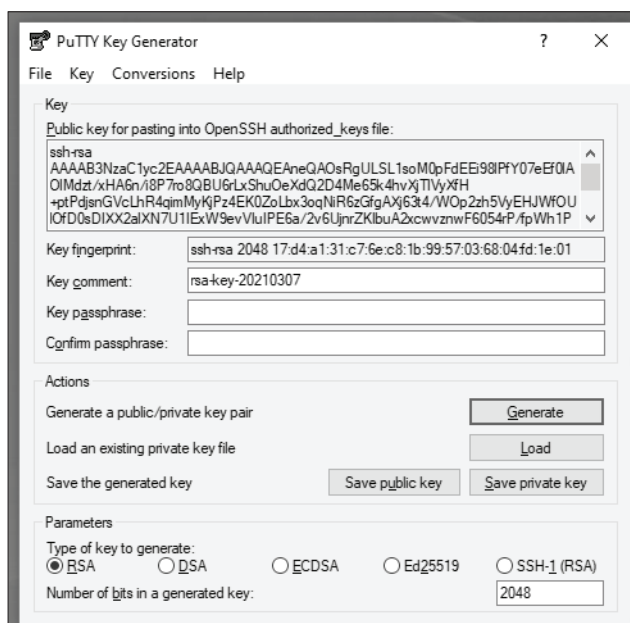 PuTTY Key Generator ? ×
File Key Conversions Help
Key
Public key for pasting into OpenSSH authorized_keys file:
ssh-rsa
AAAAB3NzaC1yc2EAAAABJQAAAQEAneQAOsRgULSL1soM0pFdEEi98lPfY07eEf0IA
OIMdzt/xHA6n/i8P7ro8QBU6rLxShuOeXdQ2D4Me65k4hvXjTlVyXfH
+ptPdjsnGVcLhR4qimMyKjPz4EK0ZoLbx3oqNiR6zGfgAXj63t4/WOp2zh5VyEHJWfOU
IOfD0sDIXX2alXN7U1IExW9evVluIPE6a/2v6UjnrZKlbuA2xcwvznwF6054rP/fpWh1P
Key fingerprint: ssh-rsa 2048 17:d4:a1:31:c7:6e:c8:1b:99:57:03:68:04:fd:1e:01
Key comment: rsa-key-20210307
Key passphrase:
Confirm passphrase:
Actions
Generate a public/private key pair Generate
Load an existing private key file Load
Save the generated key Save public key Save private key
Parameters
Type of key to generate:
RSA DSA ECDSA Ed25519 SSH-1 (RSA)
Number of bits in a generated key: 2048